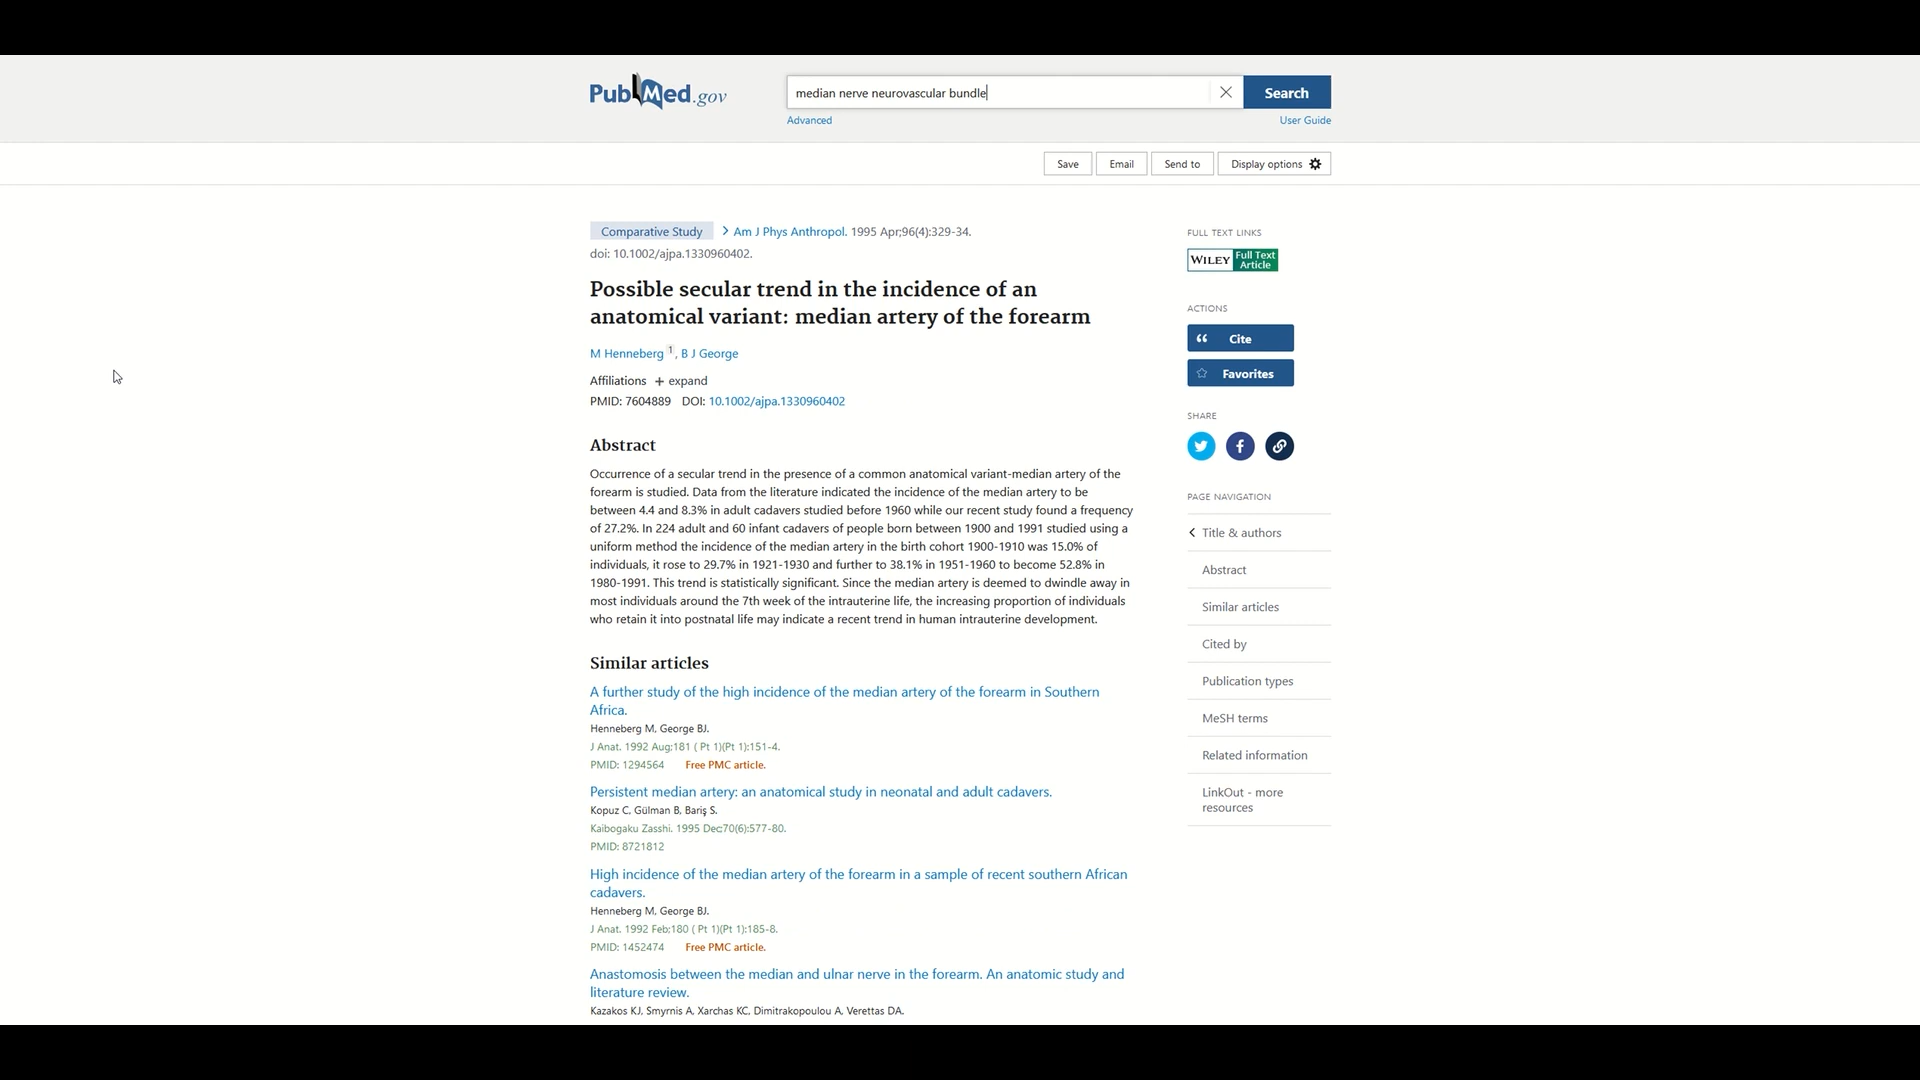 PubMed.gov
median nerve neurovascular bundle
Search
Advanced
User Guide
Save
Email
Send to
Display options
Comparative Study
Am J Phys Anthropol. 1995 Apr;96(4):329-34.
doi: 10.1002/ajpa.1330960402.
Possible secular trend in the incidence of an
anatomical variant: median artery of the forearm
M Henneberg 1, B J George
Affiliations + expand
PMID: 7604889 DOI: 10.1002/ajpa.1330960402
Abstract
Occurrence of a secular trend in the presence of a common anatomical variant-median artery of the
forearm is studied. Data from the literature indicated the incidence of the median artery to be
between 4.4 and 8.3% in adult cadavers studied before 1960 while our recent study found a frequency
of 27.2%. In 224 adult and 60 infant cadavers of people born between 1900 and 1991 studied using a
uniform method the incidence of the median artery in the birth cohort 1900-1910 was 15.0% of
individuals, it rose to 29.7% in 1921-1930 and further to 38.1% in 1951-1960 to become 52.8% in
1980-1991. This trend is statistically significant. Since the median artery is deemed to dwindle away in
most individuals around the 7th week of the intrauterine life, the increasing proportion of individuals
who retain it into postnatal life may indicate a recent trend in human intrauterine development.
Similar articles
A further study of the high incidence of the median artery of the forearm in Southern
Africa.
Henneberg M, George BJ.
J Anat. 1992 Aug;181 ( Pt 1)(Pt 1):151-4.
PMID: 1294564 Free PMC article.
Persistent median artery: an anatomical study in neonatal and adult cadavers.
Kopuz C, Gülman B, Bariş S.
Kaibogaku Zasshi. 1995 Dec;70(6):577-80.
PMID: 8721812
High incidence of the median artery of the forearm in a sample of recent southern African
cadavers.
Henneberg M, George BJ.
J Anat. 1992 Feb;180 ( Pt 1)(Pt 1):185-8.
PMID: 1452474 Free PMC article.
Anastomosis between the median and ulnar nerve in the forearm. An anatomic study and
literature review.
Kazakos KJ, Smyrnis A, Xarchas KC, Dimitrakopoulou A, Verettas DA.
FULL TEXT LINKS
WILEY Full Text
Article
ACTIONS
Cite
Favorites
SHARE
PAGE NAVIGATION
Title & authors
Abstract
Similar articles
Cited by
Publication types
MeSH terms
Related information
LinkOut - more
resources